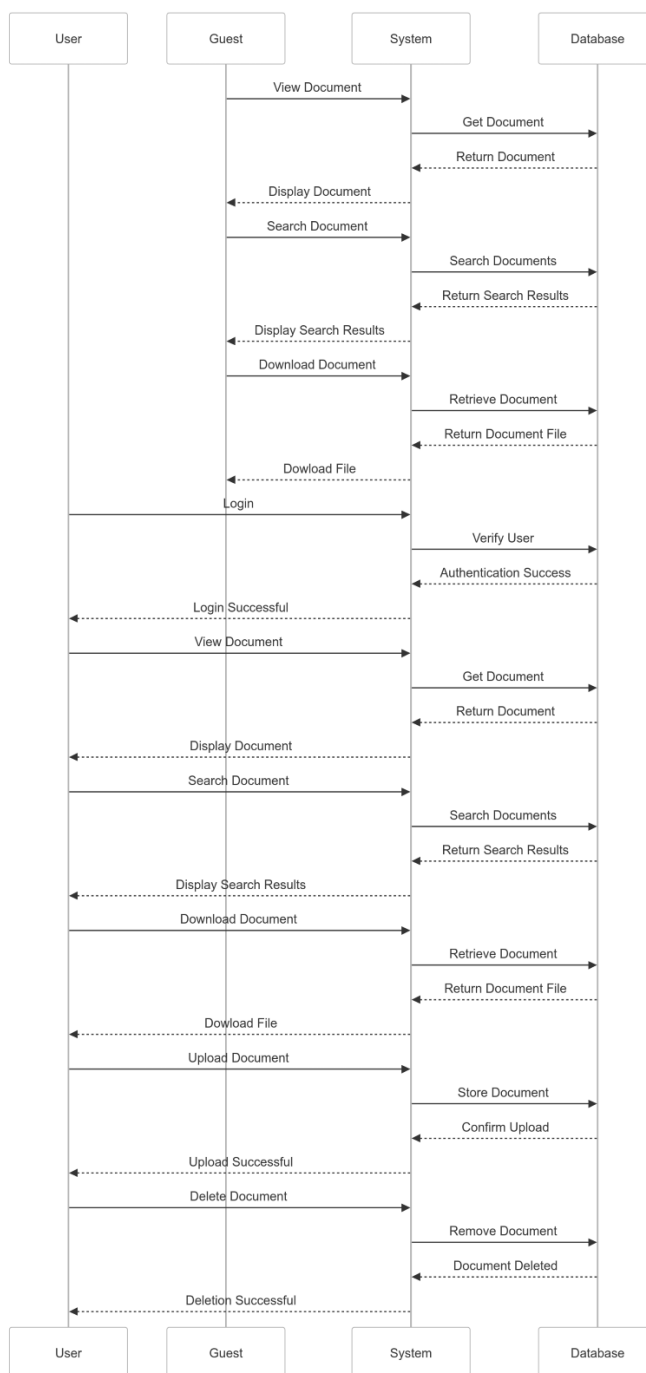 User
Guest
System
Database
View Document
Get Document
Return Document
Display Document
Search Document
Search Documents
Return Search Results
Display Search Results
Download Document
Retrieve Document
Return Document File
Dowload File
Login
Verify User
Authentication Success
Login Successful
View Document
Get Document
Return Document
Display Document
Search Document
Search Documents
Return Search Results
Display Search Results
Download Document
Retrieve Document
Return Document File
Dowload File
Upload Document
Store Document
Confirm Upload
Upload Successful
Delete Document
Remove Document
Document Deleted
Deletion Successful
User
Guest
System
Database